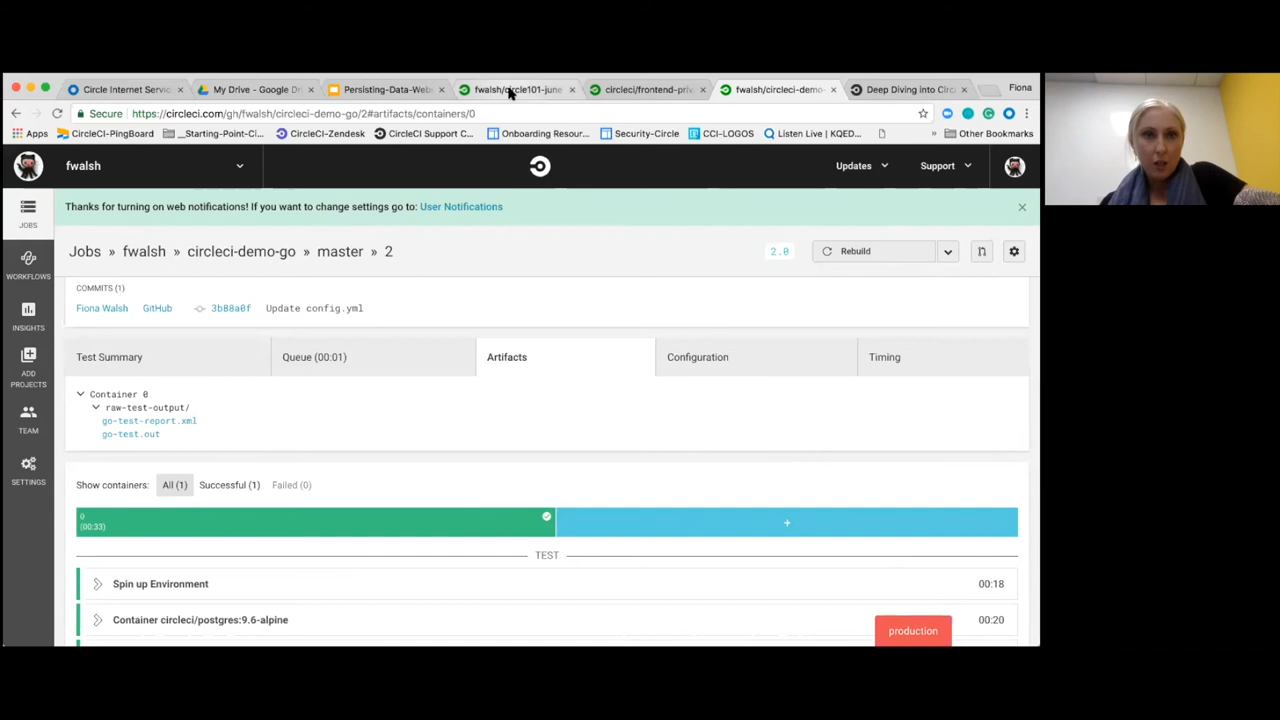 Circle Internet Servic
My Drive - Google Dri
Persisting-Data-Webi
fwalsh/circle101-june
circleci/frontend-priv
fwalsh/circleci-demo-
Deep Diving into Circ
Fiona
Secure
https://circleci.com/gh/fwalsh/circleci-demo-go/2#artifacts/containers/0
Apps
CircleCI-PingBoard
__Starting-Point-Ci...
CircleCI-Zendesk
CircleCI Support C...
Onboarding Resour...
Security-Circle
CCI-LOGOS
Listen Live | KQED...
»
Other Bookmarks
fwalsh
Updates
Support
JOBS
WORKFLOWS
INSIGHTS
ADD
PROJECTS
TEAM
SETTINGS
Thanks for turning on web notifications! If you want to change settings go to: User Notifications
Jobs » fwalsh » circleci-demo-go » master » 2
2.0
Rebuild
COMMITS (1)
Fiona Walsh GitHub 3b88a0f Update config.yml
Test Summary
Queue (00:01)
Artifacts
Configuration
Timing
Container 0
raw-test-output/
go-test-report.xml
go-test.out
Show containers: All (1) Successful (1) Failed (0)
0
(00:33)
+
TEST
Spin up Environment 00:18
Container circleci/postgres:9.6-alpine 00:20
production